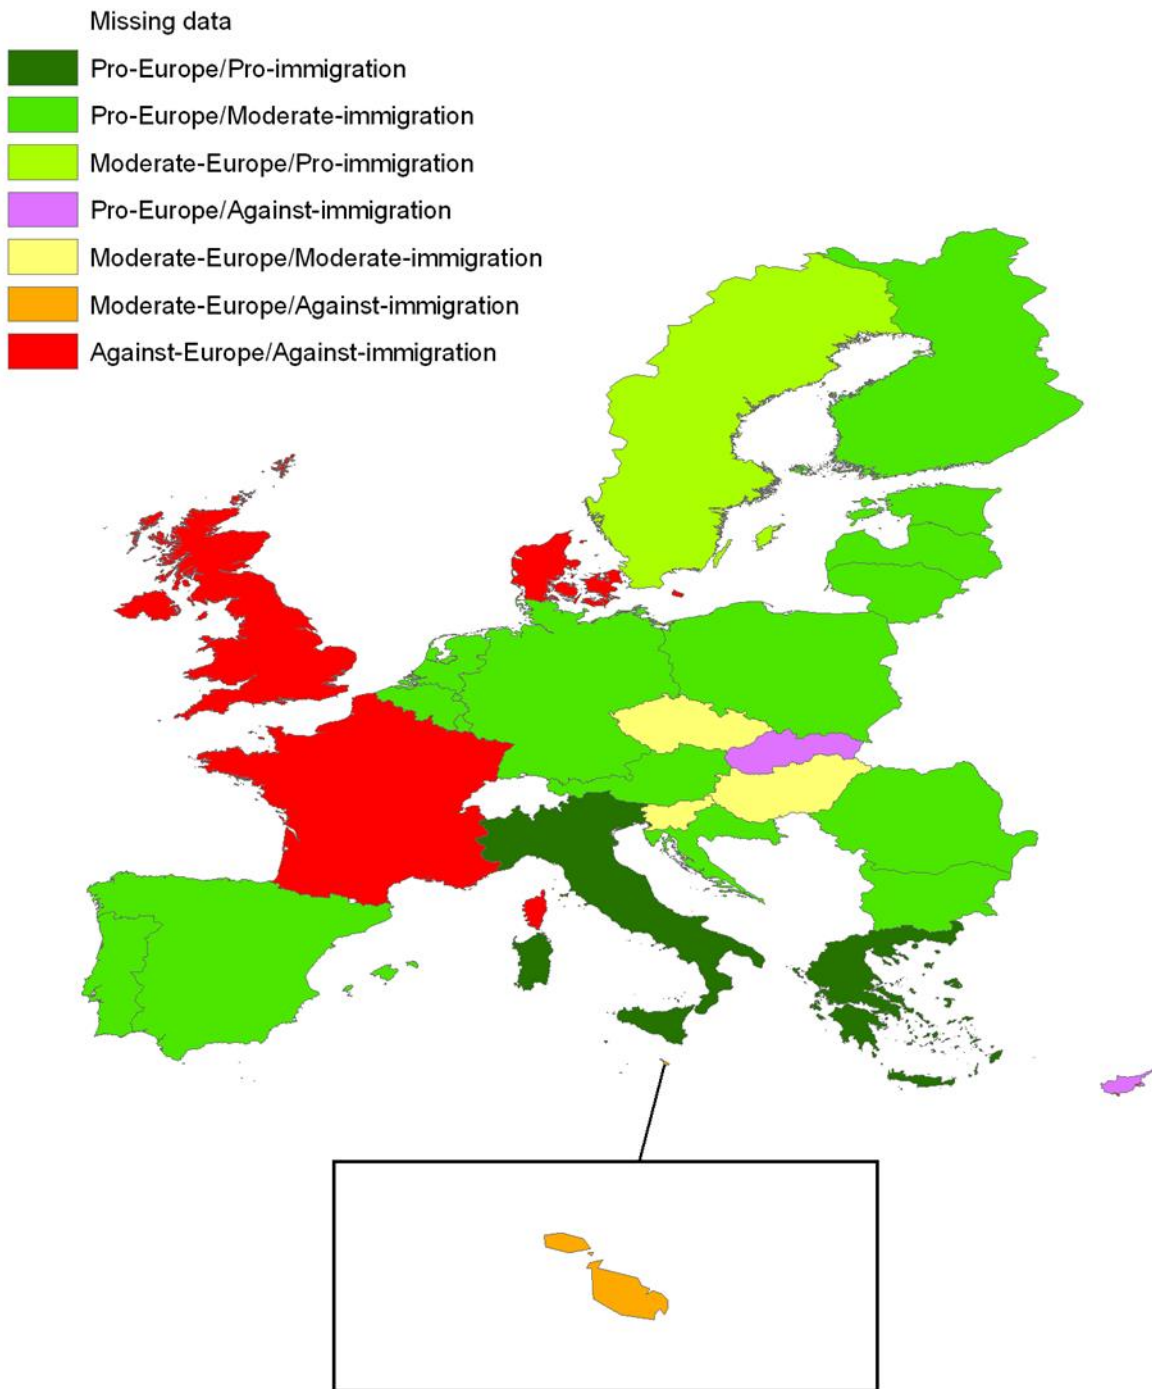 Missing data
Pro-Europe/Pro-immigration
Pro-Europe/Moderate-immigration
Moderate-Europe/Pro-immigration
Pro-Europe/Against-immigration
Moderate-Europe/Moderate-immigration
Moderate-Europe/Against-immigration
Against-Europe/Against-immigration